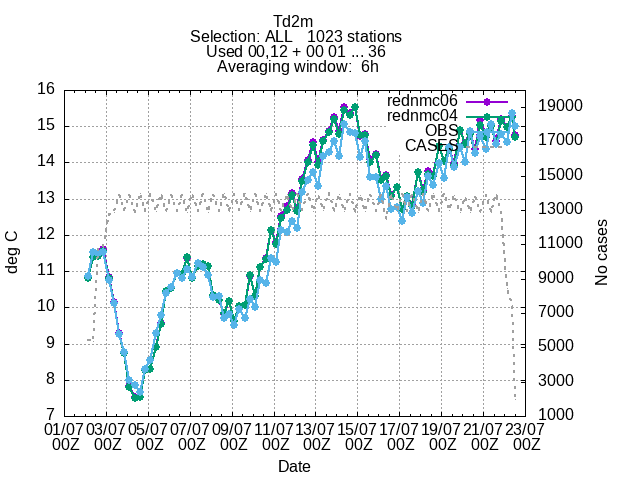 Td2m
Selection: ALL 1023 stations
Used 00,12 + 00 01 ... 36
Averaging window: 6h
deg C
16
15
14
13
12
11
10
9
8
7
rednmc06
rednmc04
OBS
CASES
19000
17000
15000
13000
11000
9000
7000
5000
3000
1000
No cases
01/07 03/07 05/07 07/07 09/07 11/07 13/07 15/07 17/07 19/07 21/07 23/07
00Z 00Z 00Z 00Z 00Z 00Z 00Z 00Z 00Z 00Z 00Z 00Z
Date